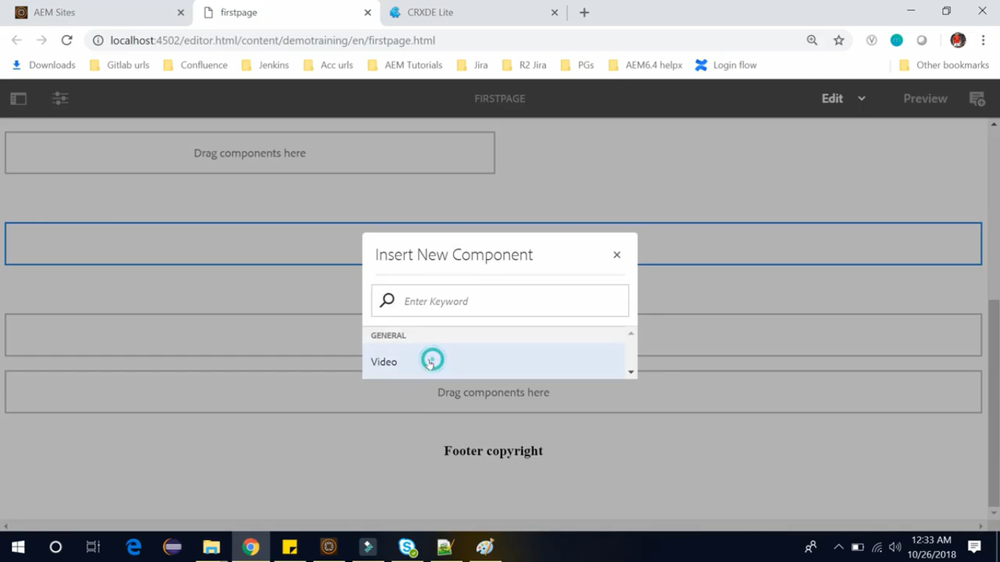 AEM Sites
firstpage
CRXDE Lite
localhost:4502/editor.html/content/demotraining/en/firstpage.html
Downloads Gitlab urls Confluence Jenkins Acc urls AEM Tutorials Jira R2 Jira PGs AEM6.4 helpx Login flow Other bookmarks
FIRSTPAGE Edit Preview
Drag components here
Insert New Component
Enter Keyword
GENERAL
Video
Drag components here
Footer copyright
12:33 AM
10/26/2018